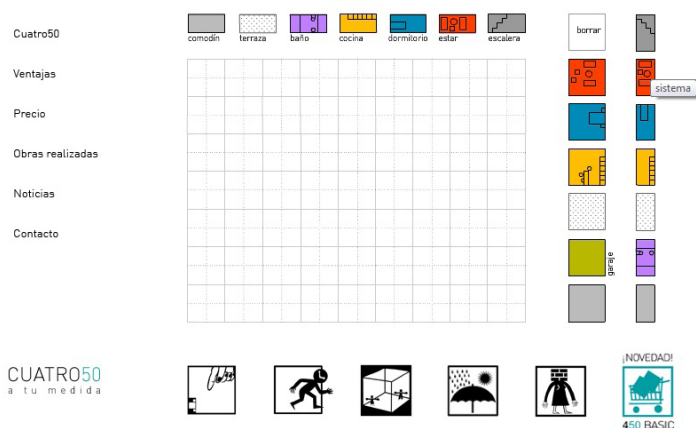 Cuatro50
Ventajas
Precio
Obras realizadas
Noticias
Contacto
comodín
terraza
baño
cocina
dormitorio
estar
escalera
borrar
sistema
garaje
CUATRO50
a tu medida
¡NOVEDAD!
450 BASIC